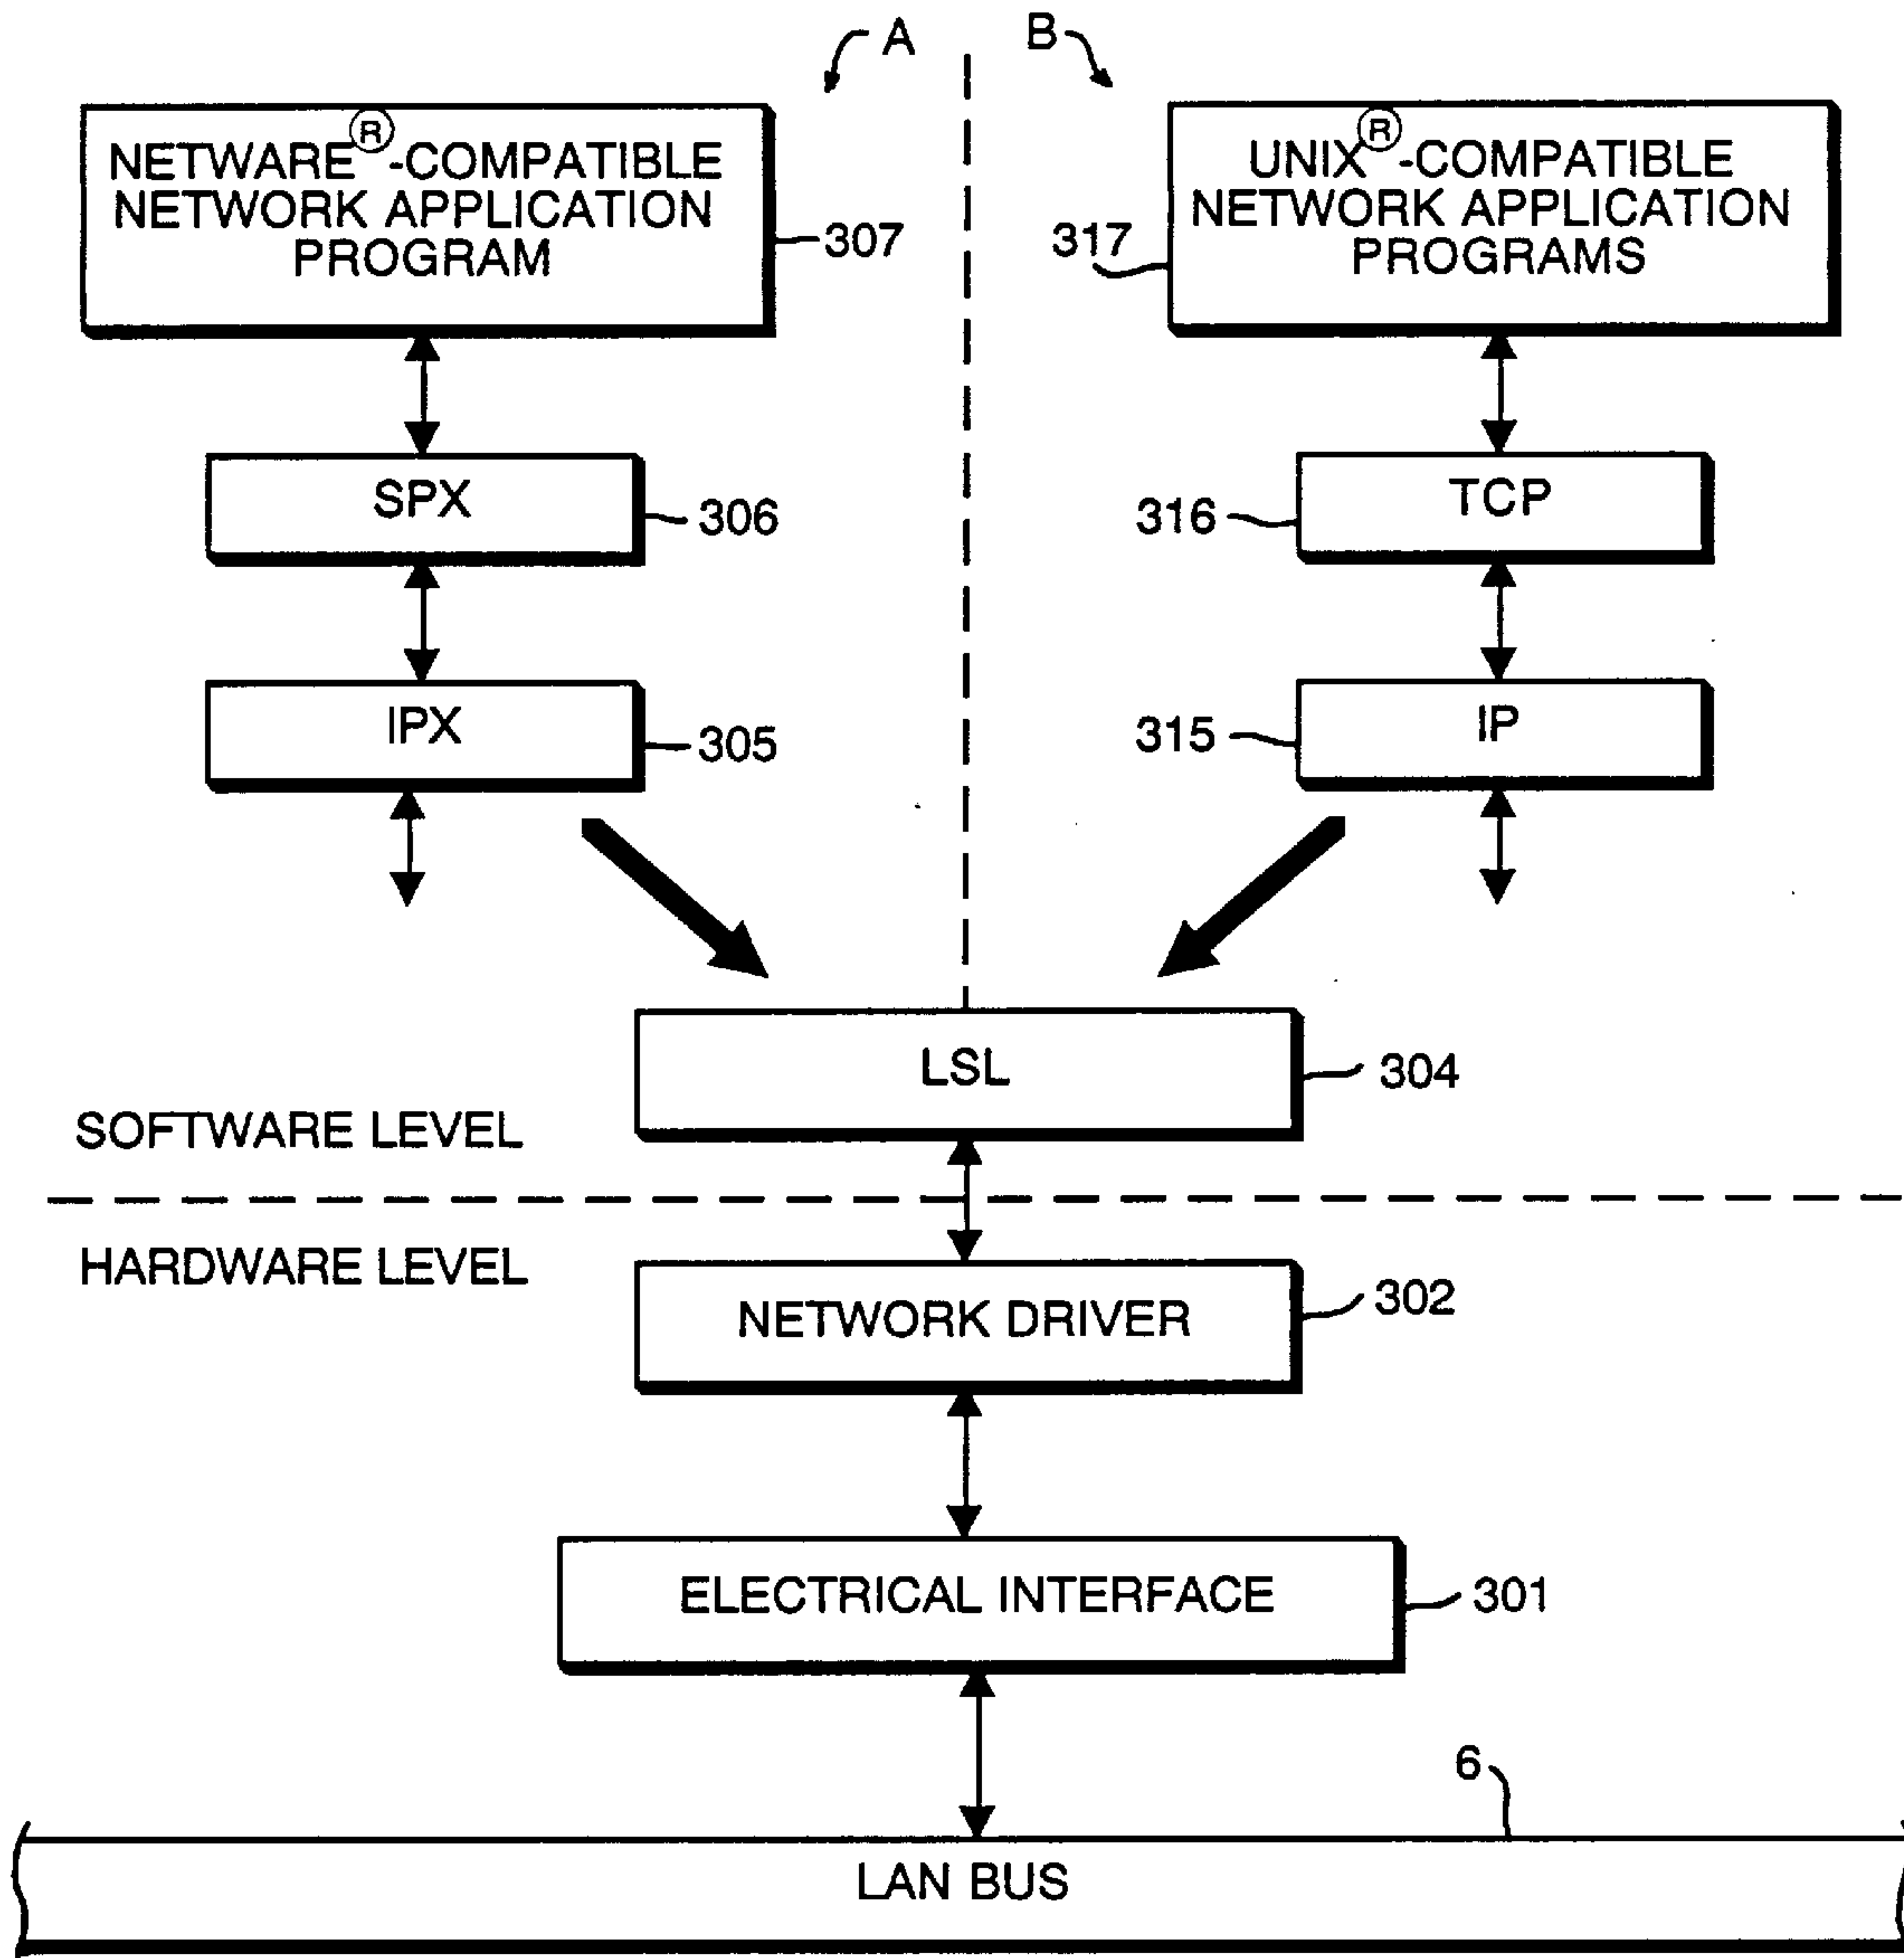 A
B
NETWARE®-COMPATIBLE
NETWORK APPLICATION
PROGRAM
307
UNIX®-COMPATIBLE
NETWORK APPLICATION
PROGRAMS
317
SPX
306
TCP
316
IPX
305
IP
315
LSL
304
SOFTWARE LEVEL
HARDWARE LEVEL
NETWORK DRIVER
302
ELECTRICAL INTERFACE
301
6
LAN BUS